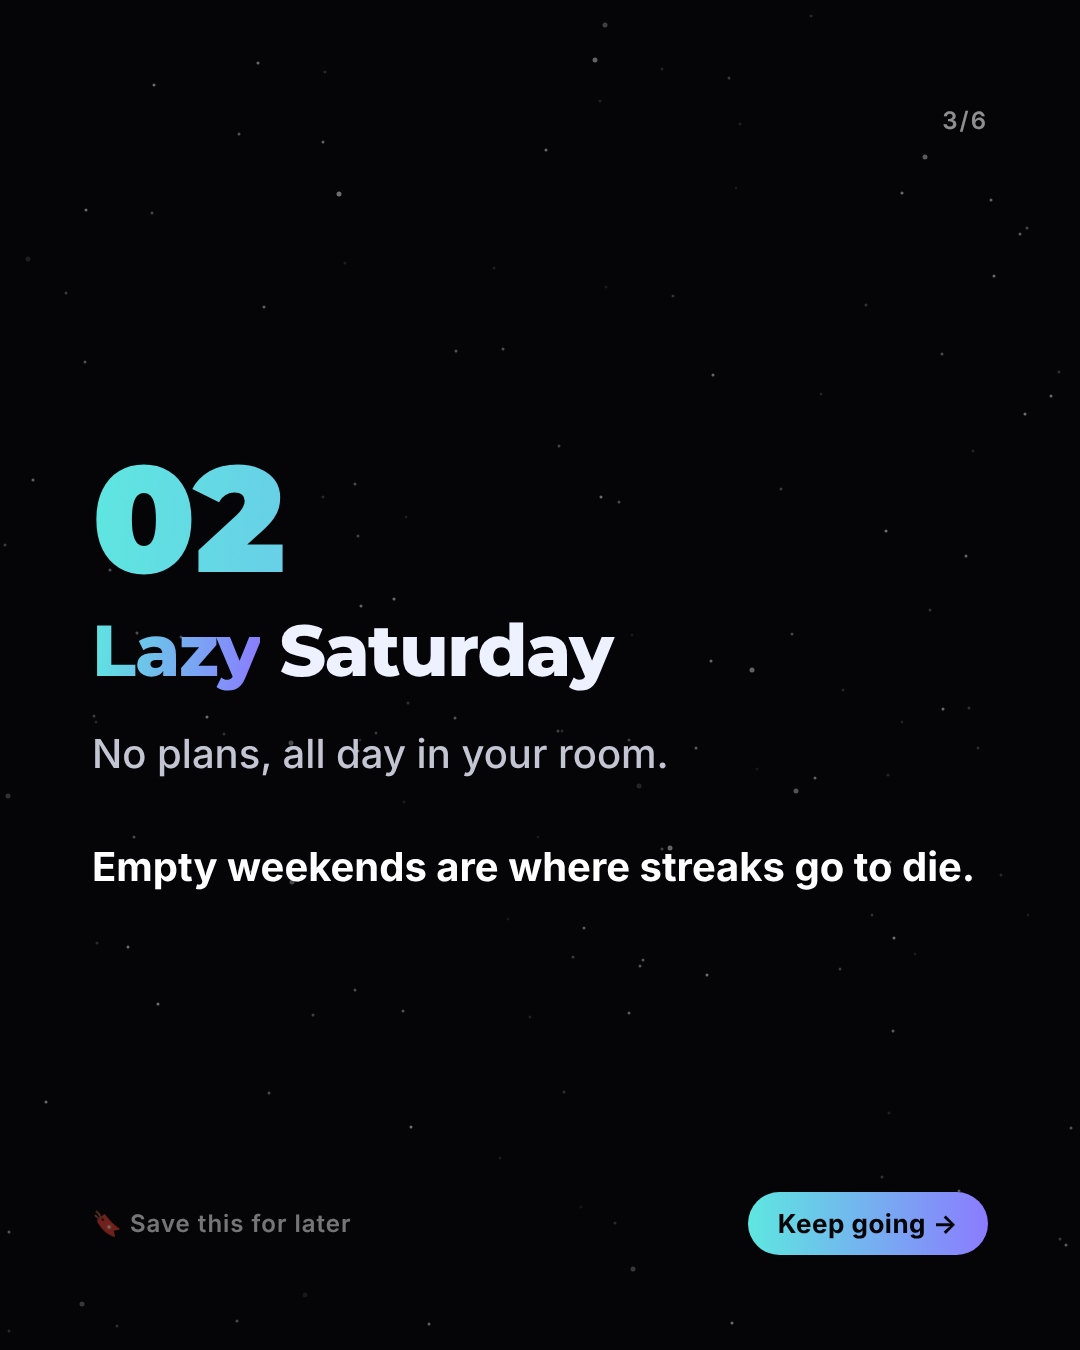 3/6
02
Lazy Saturday
No plans, all day in your room.
Empty weekends are where streaks go to die.
🔖 Save this for later
Keep going →